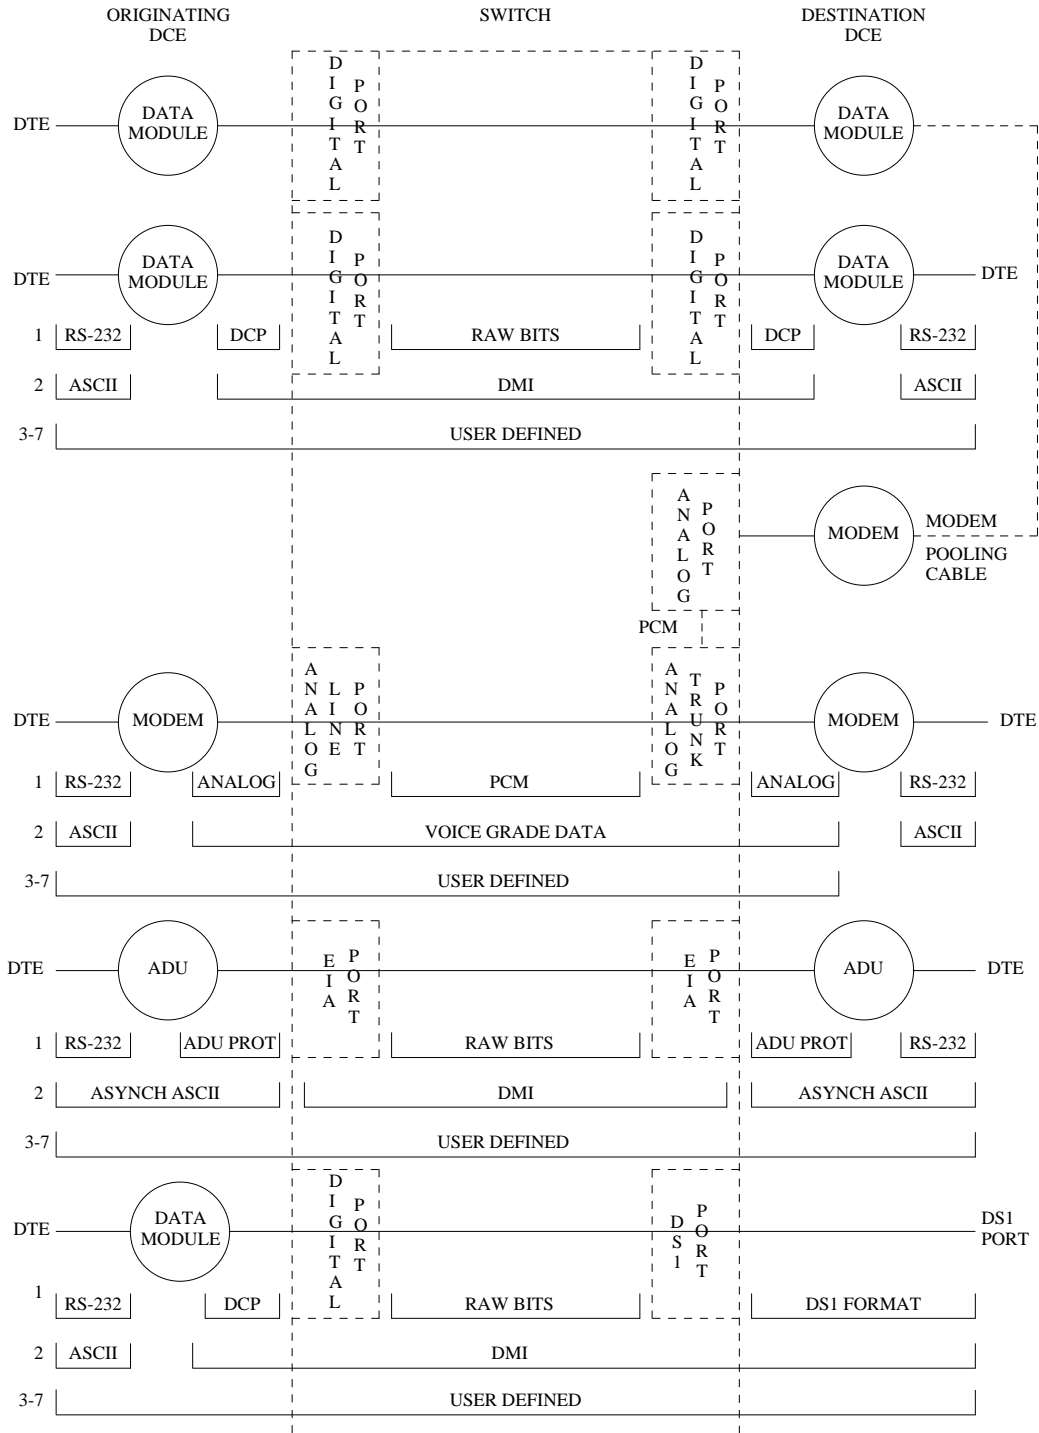 ORIGINATING DCE
SWITCH
DESTINATION DCE
DIGITAL PORT
DIGITAL PORT
DTE
DATA MODULE
DATA MODULE
DIGITAL PORT
DIGITAL PORT
DTE
DATA MODULE
DATA MODULE
DTE
1 RS-232 DCP RAW BITS DCP RS-232
2 ASCII DMI ASCII
3-7 USER DEFINED
ANALOG PORT
MODEM
MODEM
POOLING
CABLE
PCM
ANALOG LINE PORT
ANALOG TRUNK PORT
DTE
MODEM
MODEM
DTE
1 RS-232 ANALOG PCM ANALOG RS-232
2 ASCII VOICE GRADE DATA ASCII
3-7 USER DEFINED
EIA PORT
EIA PORT
DTE
ADU
ADU
DTE
1 RS-232 ADU PROT RAW BITS ADU PROT RS-232
2 ASYNCH ASCII DMI ASYNCH ASCII
3-7 USER DEFINED
DIGITAL PORT
DS1 PORT
DTE
DATA MODULE
DS1 PORT
1 RS-232 DCP RAW BITS DS1 FORMAT
2 ASCII DMI
3-7 USER DEFINED